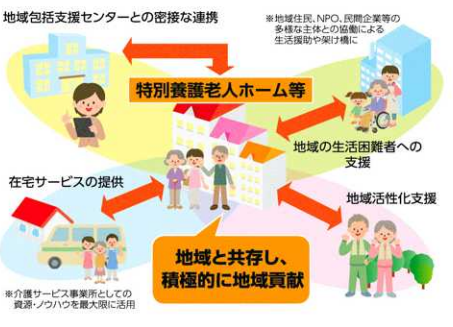 地域包括支援センターとの密接な連携
※地域住民、NPO、民間企業等の
多様な主体との協働による
生活援助や架け橋に
特別養護老人ホーム等
地域の生活困難者への
支援
在宅サービスの提供
地域活性化支援
地域と共存し、
積極的に地域貢献
※介護サービス事業所としての
資源・ノウハウを最大限に活用